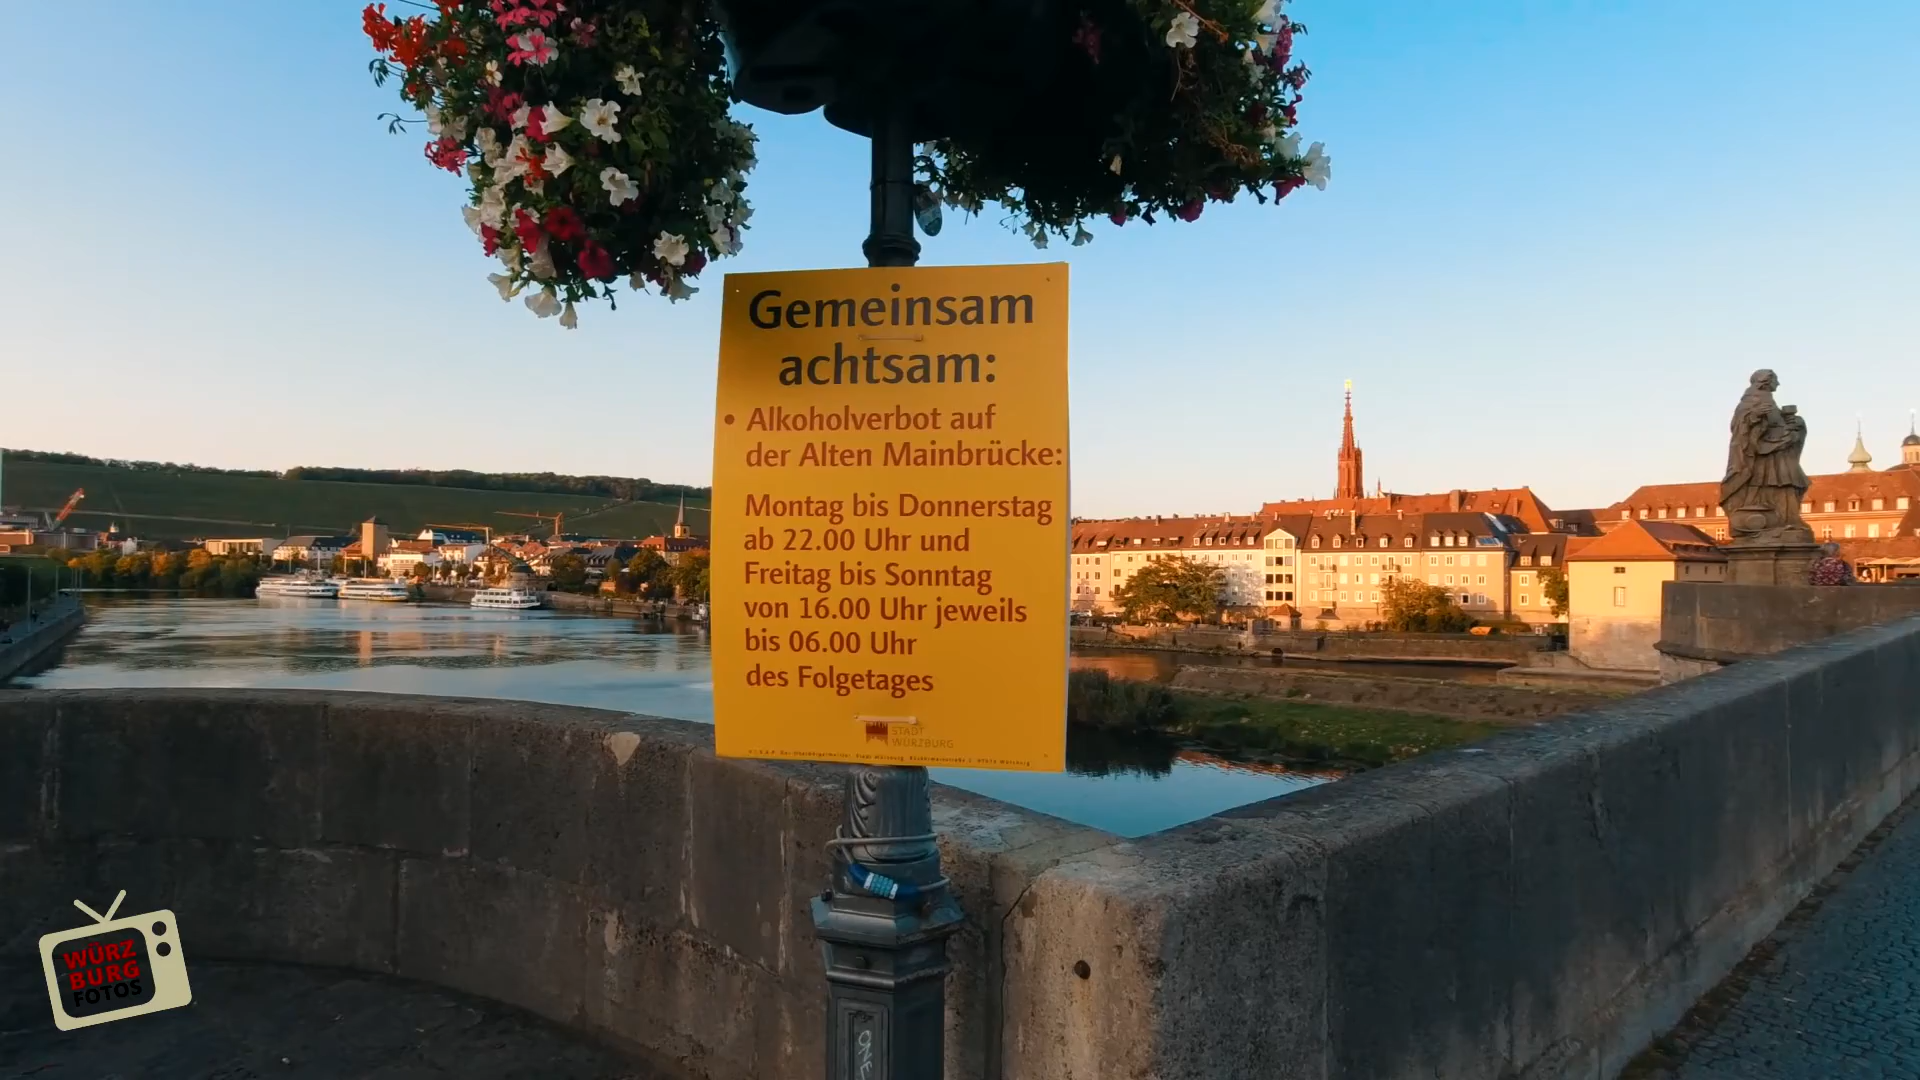 Gemeinsam
achtsam:
• Alkoholverbot auf
der Alten Mainbrücke:
Montag bis Donnerstag
ab 22.00 Uhr und
Freitag bis Sonntag
von 16.00 Uhr jeweils
bis 06.00 Uhr
des Folgetages
STADT
WÜRZBURG
ONE
WÜRZ
BURG
FOTOS